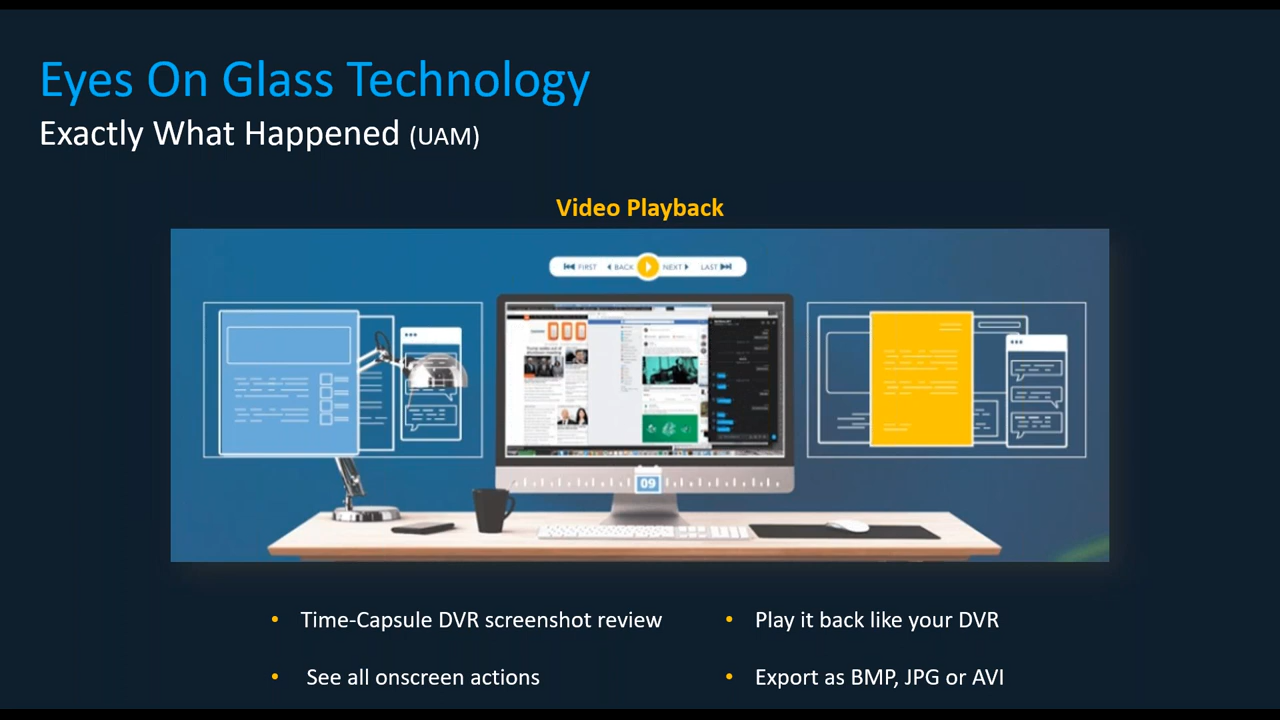 Eyes On Glass Technology
Exactly What Happened (UAM)
Video Playback
FIRST BACK NEXT LAST
09
• Time-Capsule DVR screenshot review
• See all onscreen actions
• Play it back like your DVR
• Export as BMP, JPG or AVI